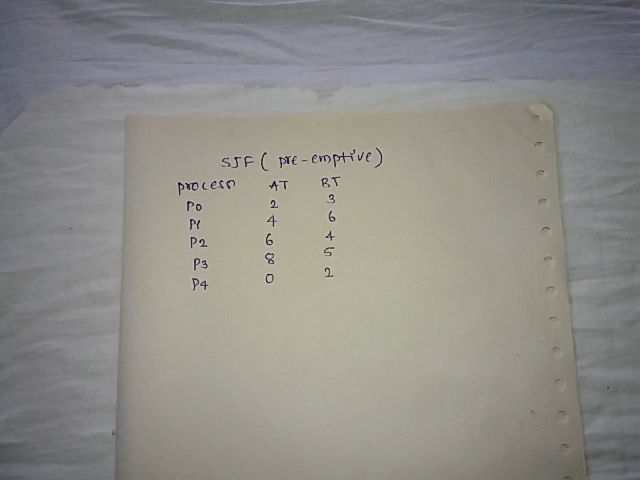 SJF ( pre-emptive)
process AT BT
P0 2 3
P1 4 6
P2 6 4
P3 8 5
P4 0 2